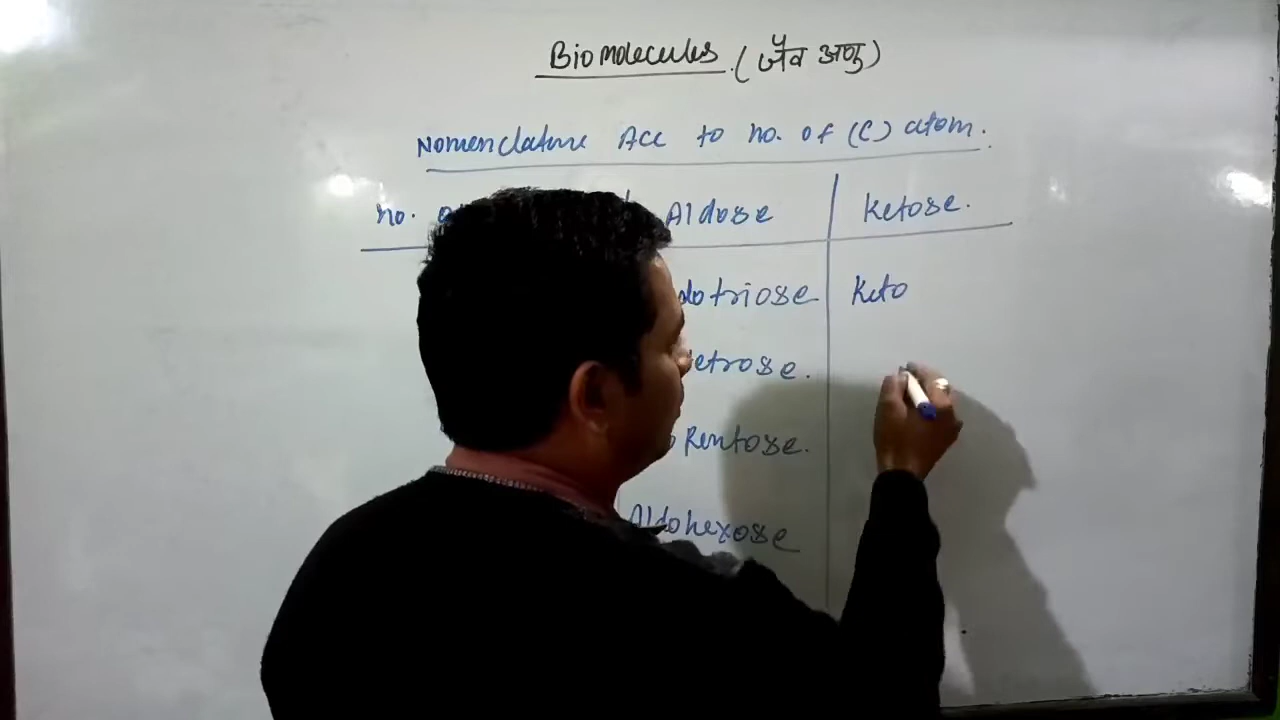 Biomolecules. (जैव अणु)
Nomenclature Acc to no. of (C) atom.
no. Aldose Ketose.
dotriose Keto
etrose.
Pentose.
Aldohexose